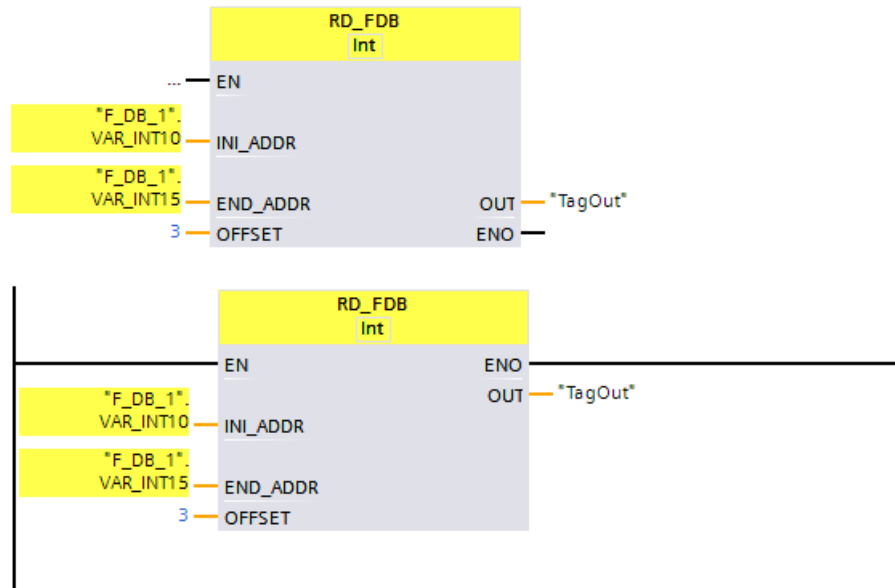 RD_FDB
Int
... EN
"F_DB_1".
VAR_INT10 INI_ADDR
"F_DB_1".
VAR_INT15 END_ADDR OUT "TagOut"
3 OFFSET ENO
RD_FDB
Int
EN ENO
OUT "TagOut"
"F_DB_1".
VAR_INT10 INI_ADDR
"F_DB_1".
VAR_INT15 END_ADDR
3 OFFSET